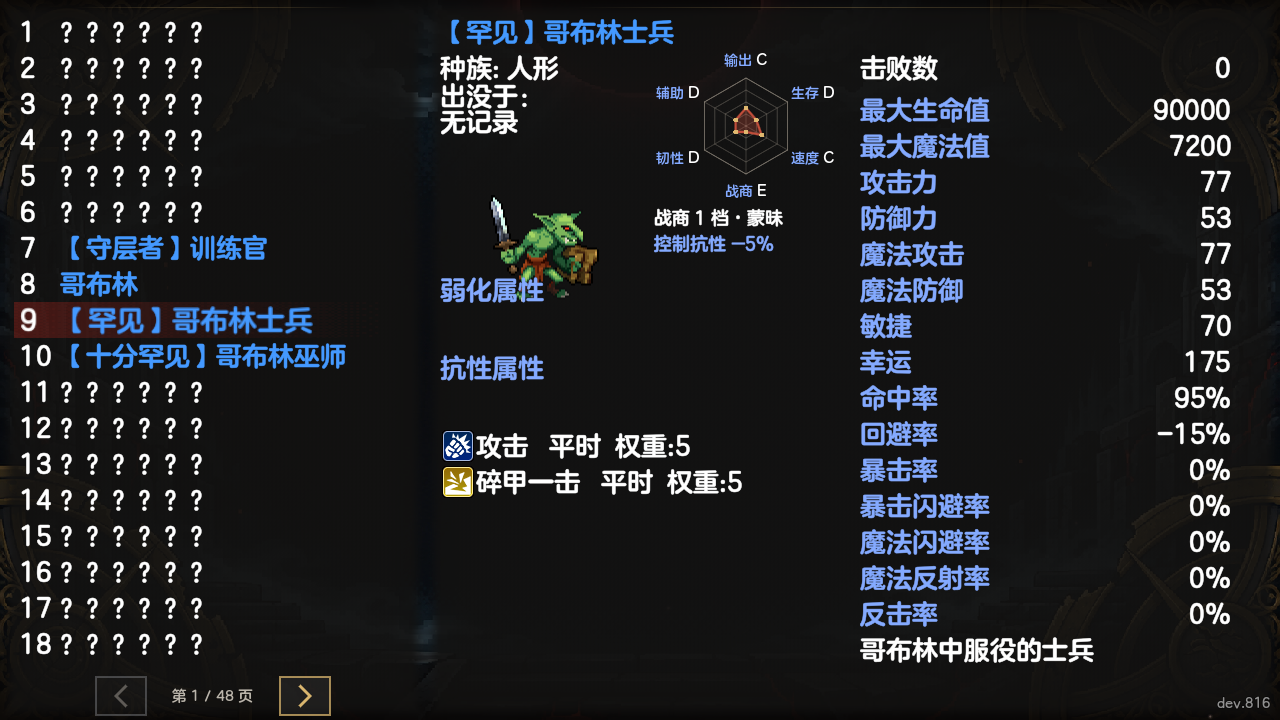 1 ? ? ? ? ? ?
2 ? ? ? ? ? ?
3 ? ? ? ? ? ?
4 ? ? ? ? ? ?
5 ? ? ? ? ? ?
6 ? ? ? ? ? ?
7 【守层者】训练官
8 哥布林
9 【罕见】哥布林士兵
10 【十分罕见】哥布林巫师
11 ? ? ? ? ? ?
12 ? ? ? ? ? ?
13 ? ? ? ? ? ?
14 ? ? ? ? ? ?
15 ? ? ? ? ? ?
16 ? ? ? ? ? ?
17 ? ? ? ? ? ?
18 ? ? ? ? ? ?
第 1 / 48 页
【罕见】哥布林士兵
种族: 人形
出没于:
无记录
输出 C
辅助 D
生存 D
韧性 D
速度 C
战商 E
战商 1 档·蒙昧
控制抗性 −5%
弱化属性
抗性属性
攻击 平时 权重:5
碎甲一击 平时 权重:5
击败数 0
最大生命值 90000
最大魔法值 7200
攻击力 77
防御力 53
魔法攻击 77
魔法防御 53
敏捷 70
幸运 175
命中率 95%
回避率 −15%
暴击率 0%
暴击闪避率 0%
魔法闪避率 0%
魔法反射率 0%
反击率 0%
哥布林中服役的士兵
dev.816